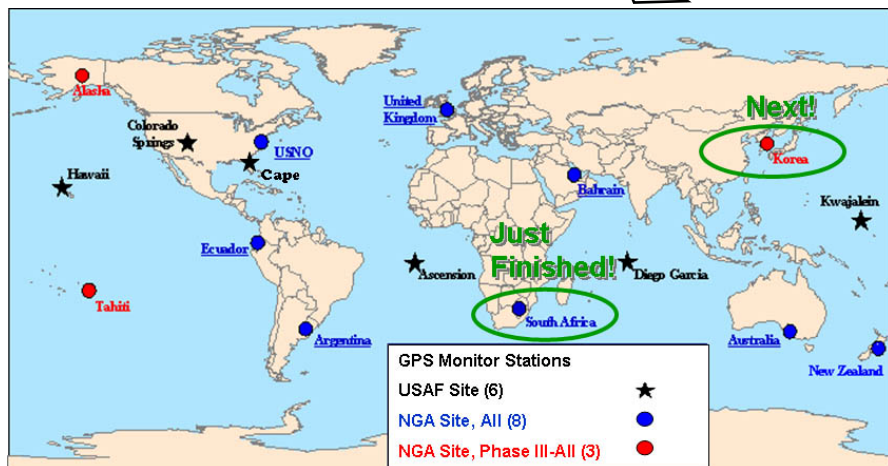 Alasha
Colorado
Springs
USNO
Cape
Hawaii
United
Kingdom
Bahrain
Next!
Korea
Kwajalein
Ecuador
Just
Finished!
Ascension
Diego Garcia
Tahiti
Argentina
South Africa
Australia
New Zealand
GPS Monitor Stations
USAF Site (6)
NGA Site, All (8)
NGA Site, Phase III-All (3)